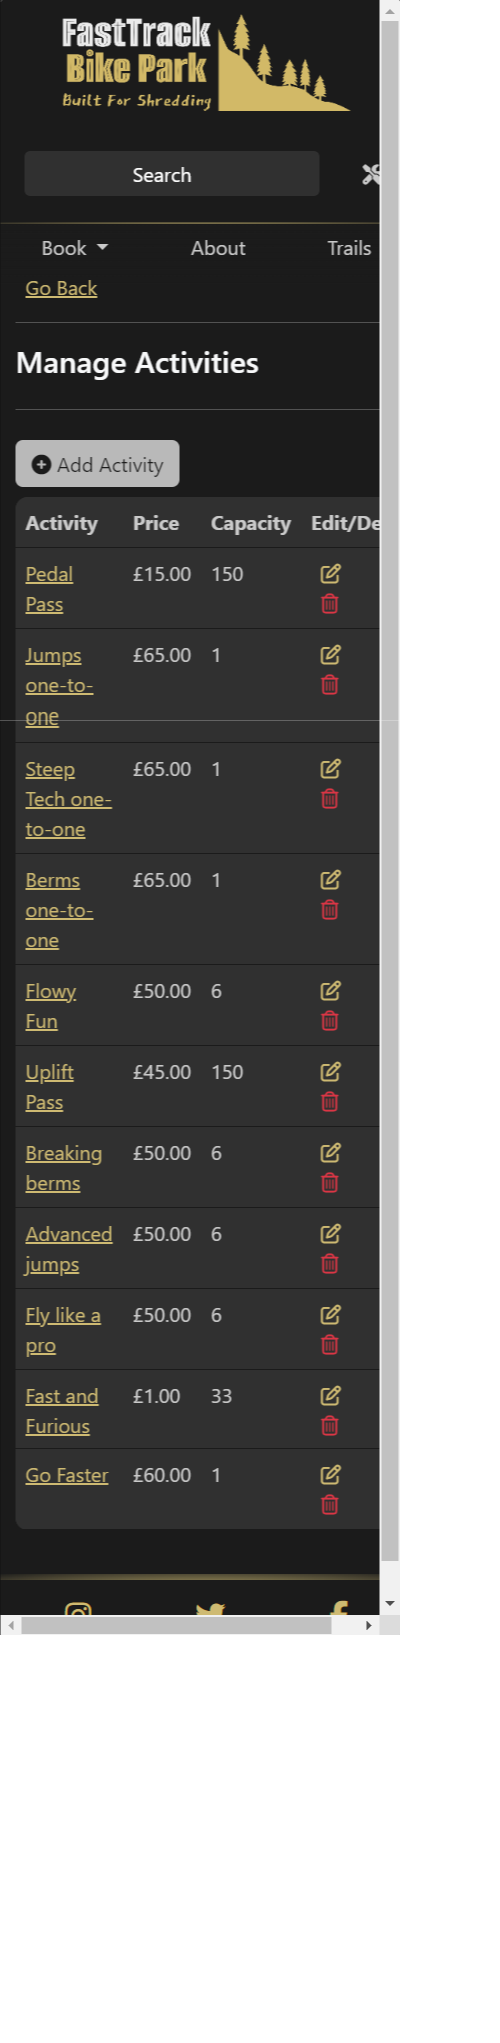 FastTrack
Bike Park
Built For Shredding
Search
Book About Trails
Go Back
Manage Activities
Add Activity
Activity Price Capacity Edit/De
Pedal £15.00 150
Pass
Jumps £65.00 1
one-to-
one
Steep £65.00 1
Tech one-
to-one
Berms £65.00 1
one-to-
one
Flowy £50.00 6
Fun
Uplift £45.00 150
Pass
Breaking £50.00 6
berms
Advanced £50.00 6
jumps
Fly like a £50.00 6
pro
Fast and £1.00 33
Furious
Go Faster £60.00 1